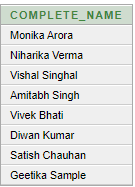 COMPLETE_NAME
Monika Arora
Niharika Verma
Vishal Singhal
Amitabh Singh
Vivek Bhati
Diwan Kumar
Satish Chauhan
Geetika Sample